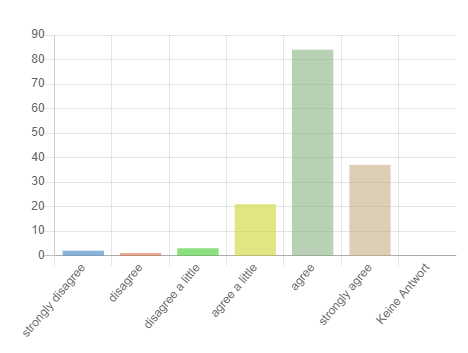 90
80
70
60
50
40
30
20
10
0
strongly disagree
disagree
disagree a little
agree a little
agree
strongly agree
Keine Antwort